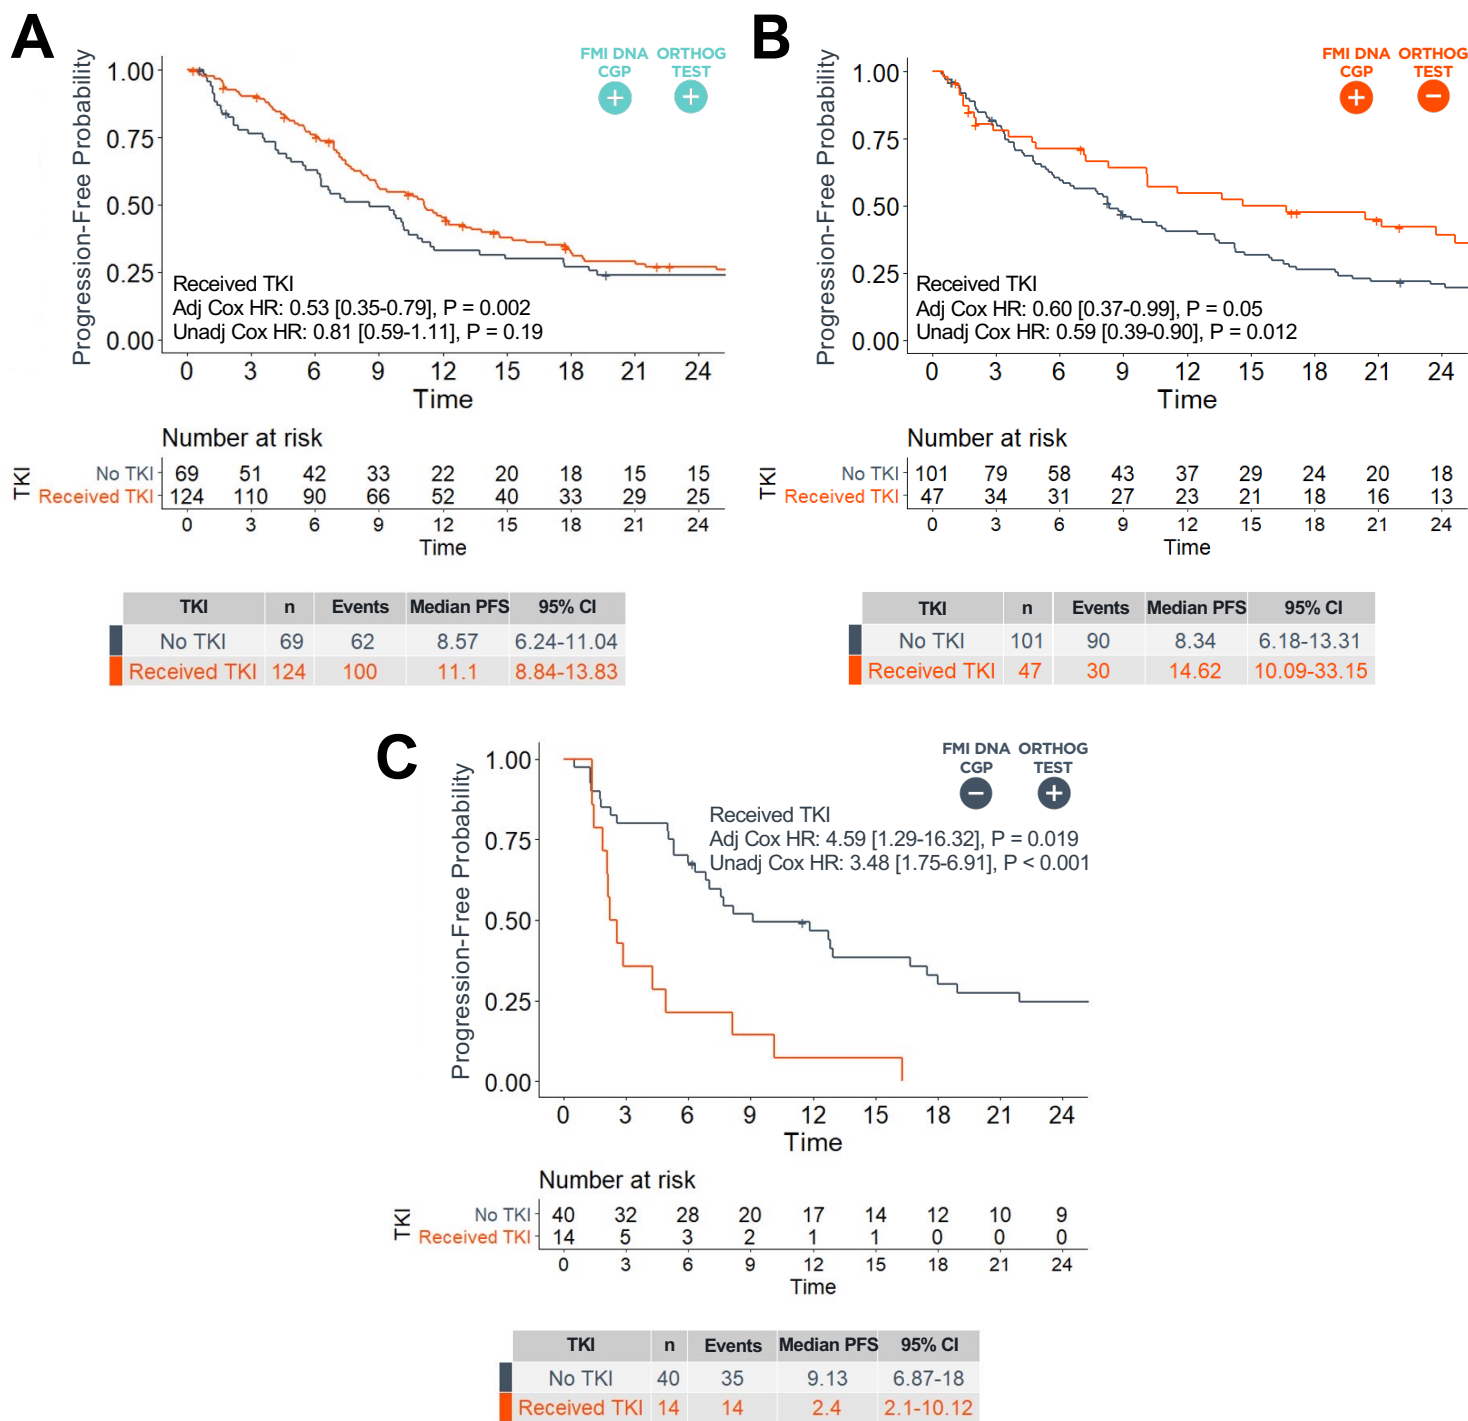 A
Progression-Free Probability
1.00
0.75
0.50
0.25
0.00
FMI DNA ORTHOG
CGP TEST
+ +
Received TKI
Adj Cox HR: 0.53 [0.35-0.79], P = 0.002
Unadj Cox HR: 0.81 [0.59-1.11], P = 0.19
0 3 6 9 12 15 18 21 24
Time
Number at risk
TKI
No TKI 69 51 42 33 22 20 18 15 15
Received TKI 124 110 90 66 52 40 33 29 25
0 3 6 9 12 15 18 21 24
Time
TKI n Events Median PFS 95% CI
No TKI 69 62 8.57 6.24-11.04
Received TKI 124 100 11.1 8.84-13.83
B
Progression-Free Probability
1.00
0.75
0.50
0.25
0.00
FMI DNA ORTHOG
CGP TEST
+ −
Received TKI
Adj Cox HR: 0.60 [0.37-0.99], P = 0.05
Unadj Cox HR: 0.59 [0.39-0.90], P = 0.012
0 3 6 9 12 15 18 21 24
Time
Number at risk
TKI
No TKI 101 79 58 43 37 29 24 20 18
Received TKI 47 34 31 27 23 21 18 16 13
0 3 6 9 12 15 18 21 24
Time
TKI n Events Median PFS 95% CI
No TKI 101 90 8.34 6.18-13.31
Received TKI 47 30 14.62 10.09-33.15
C
Progression-Free Probability
1.00
0.75
0.50
0.25
0.00
FMI DNA ORTHOG
CGP TEST
− +
Received TKI
Adj Cox HR: 4.59 [1.29-16.32], P = 0.019
Unadj Cox HR: 3.48 [1.75-6.91], P < 0.001
0 3 6 9 12 15 18 21 24
Time
Number at risk
TKI
No TKI 40 32 28 20 17 14 12 10 9
Received TKI 14 5 3 2 1 1 0 0 0
0 3 6 9 12 15 18 21 24
Time
TKI n Events Median PFS 95% CI
No TKI 40 35 9.13 6.87-18
Received TKI 14 14 2.4 2.1-10.12